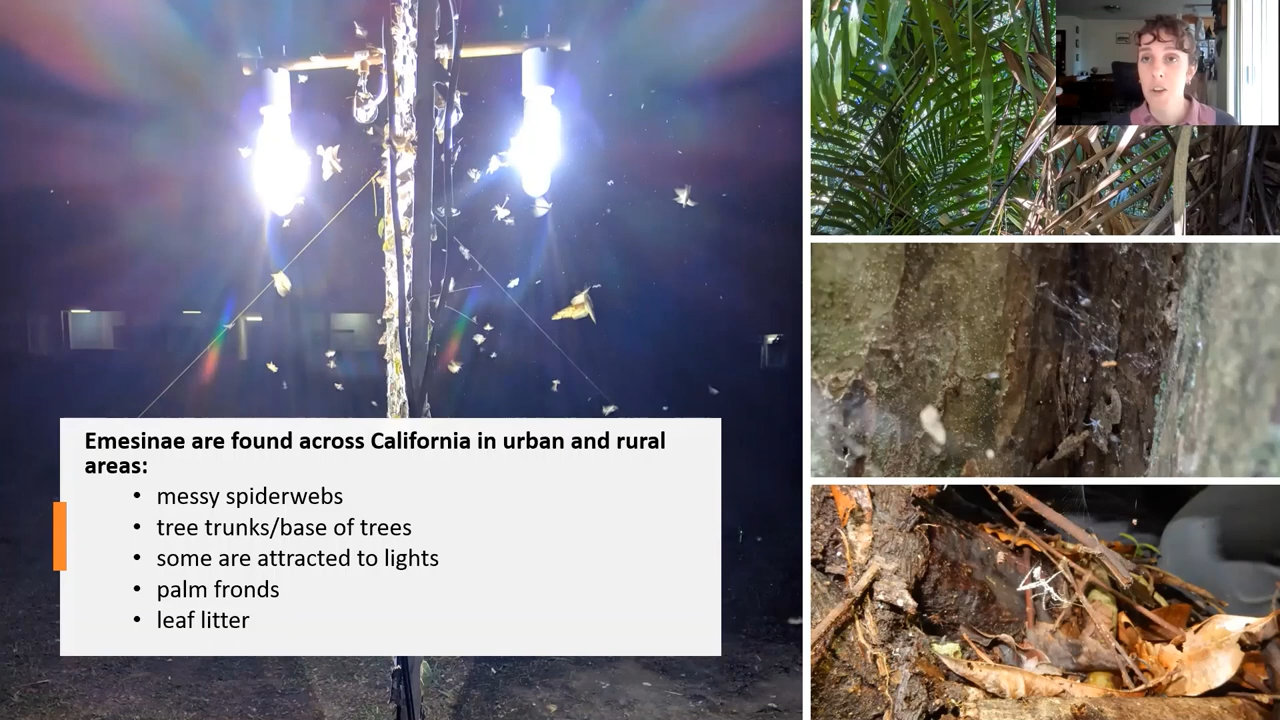 Emesinae are found across California in urban and rural
areas:
• messy spiderwebs
• tree trunks/base of trees
• some are attracted to lights
• palm fronds
• leaf litter